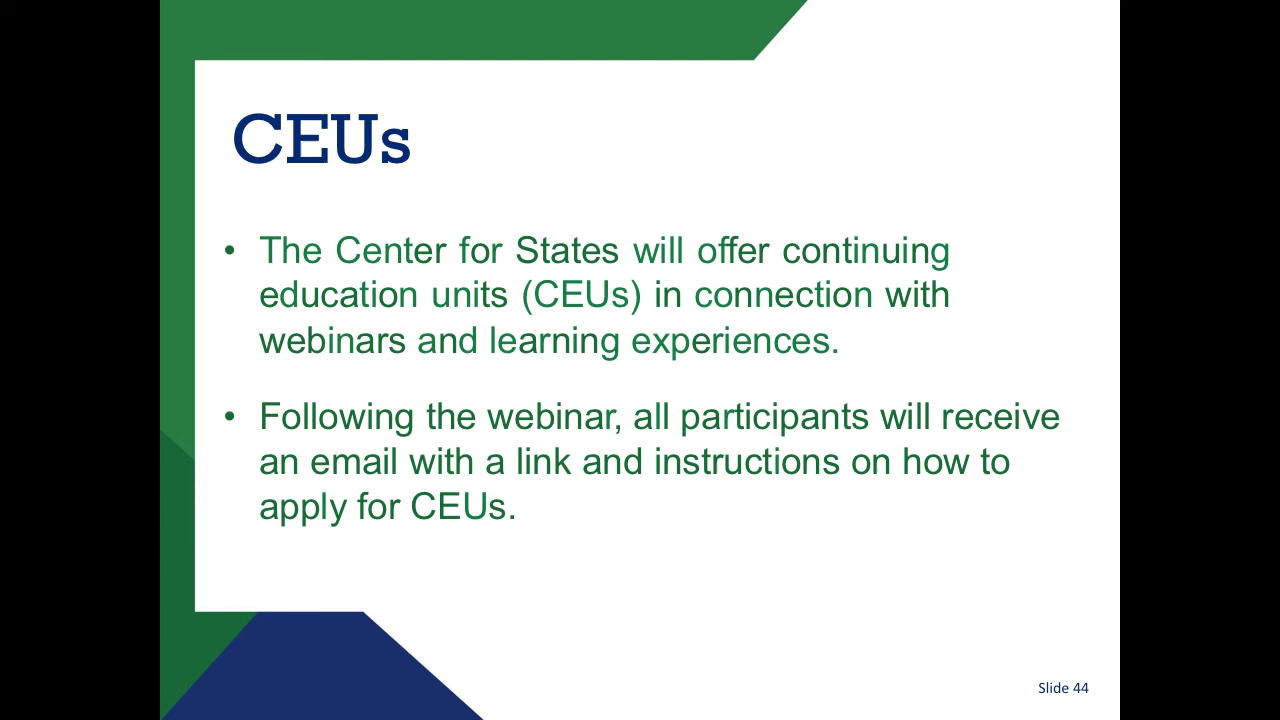 CEUs
• The Center for States will offer continuing
education units (CEUs) in connection with
webinars and learning experiences.
• Following the webinar, all participants will receive
an email with a link and instructions on how to
apply for CEUs.
Slide 44